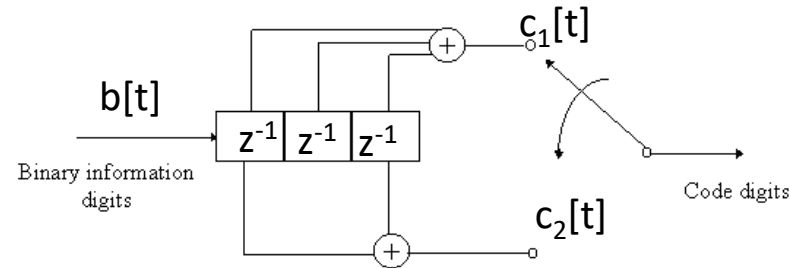 c₁[t]
b[t]
z⁻¹ z⁻¹ z⁻¹
Binary information
digits
+
+
c₂[t]
Code digits